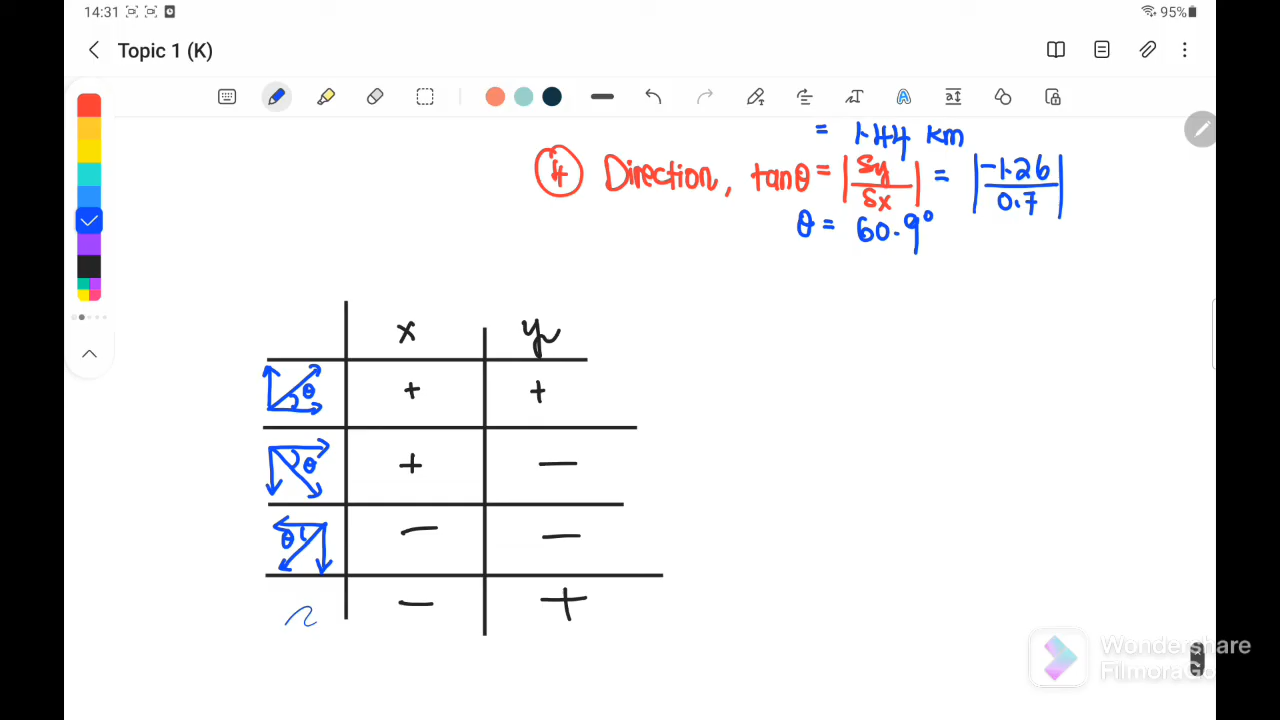 14:31 95%
Topic 1 (K)
= 1.44 km
④ Direction, tanθ = |Sy/Sx| = |-1.26/0.7|
θ = 60.9°
x y
θ + +
θ + —
θ — —
— +
Wondershare
FilmoraGo